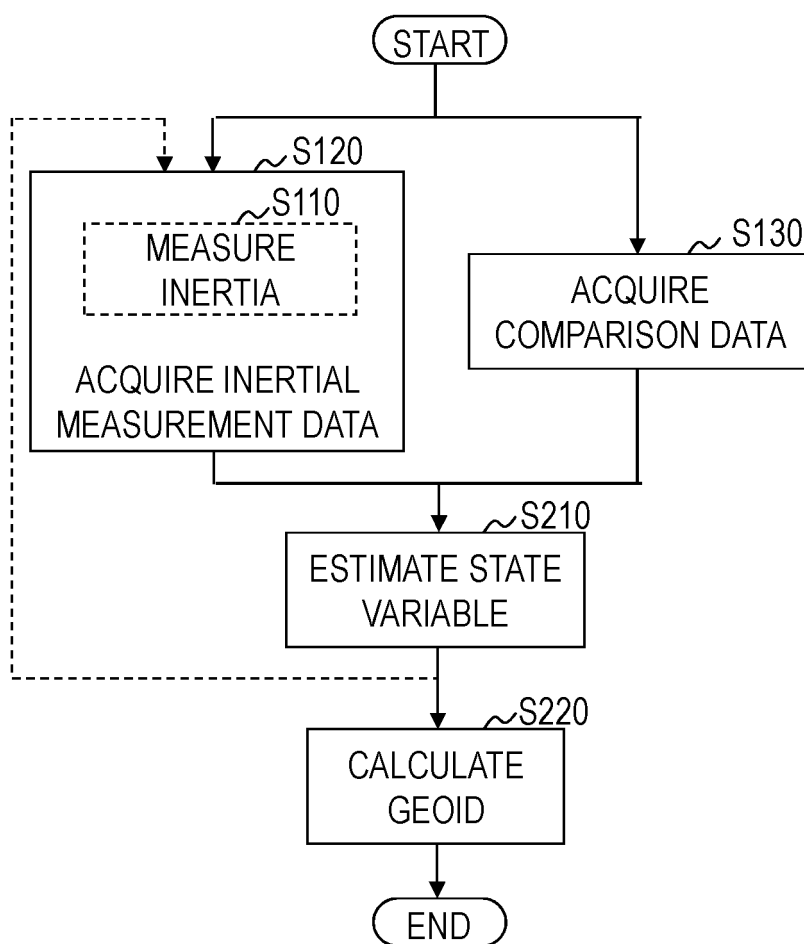 START
S120
S110
MEASURE
INERTIA
ACQUIRE INERTIAL
MEASUREMENT DATA
S130
ACQUIRE
COMPARISON DATA
S210
ESTIMATE STATE
VARIABLE
S220
CALCULATE
GEOID
END